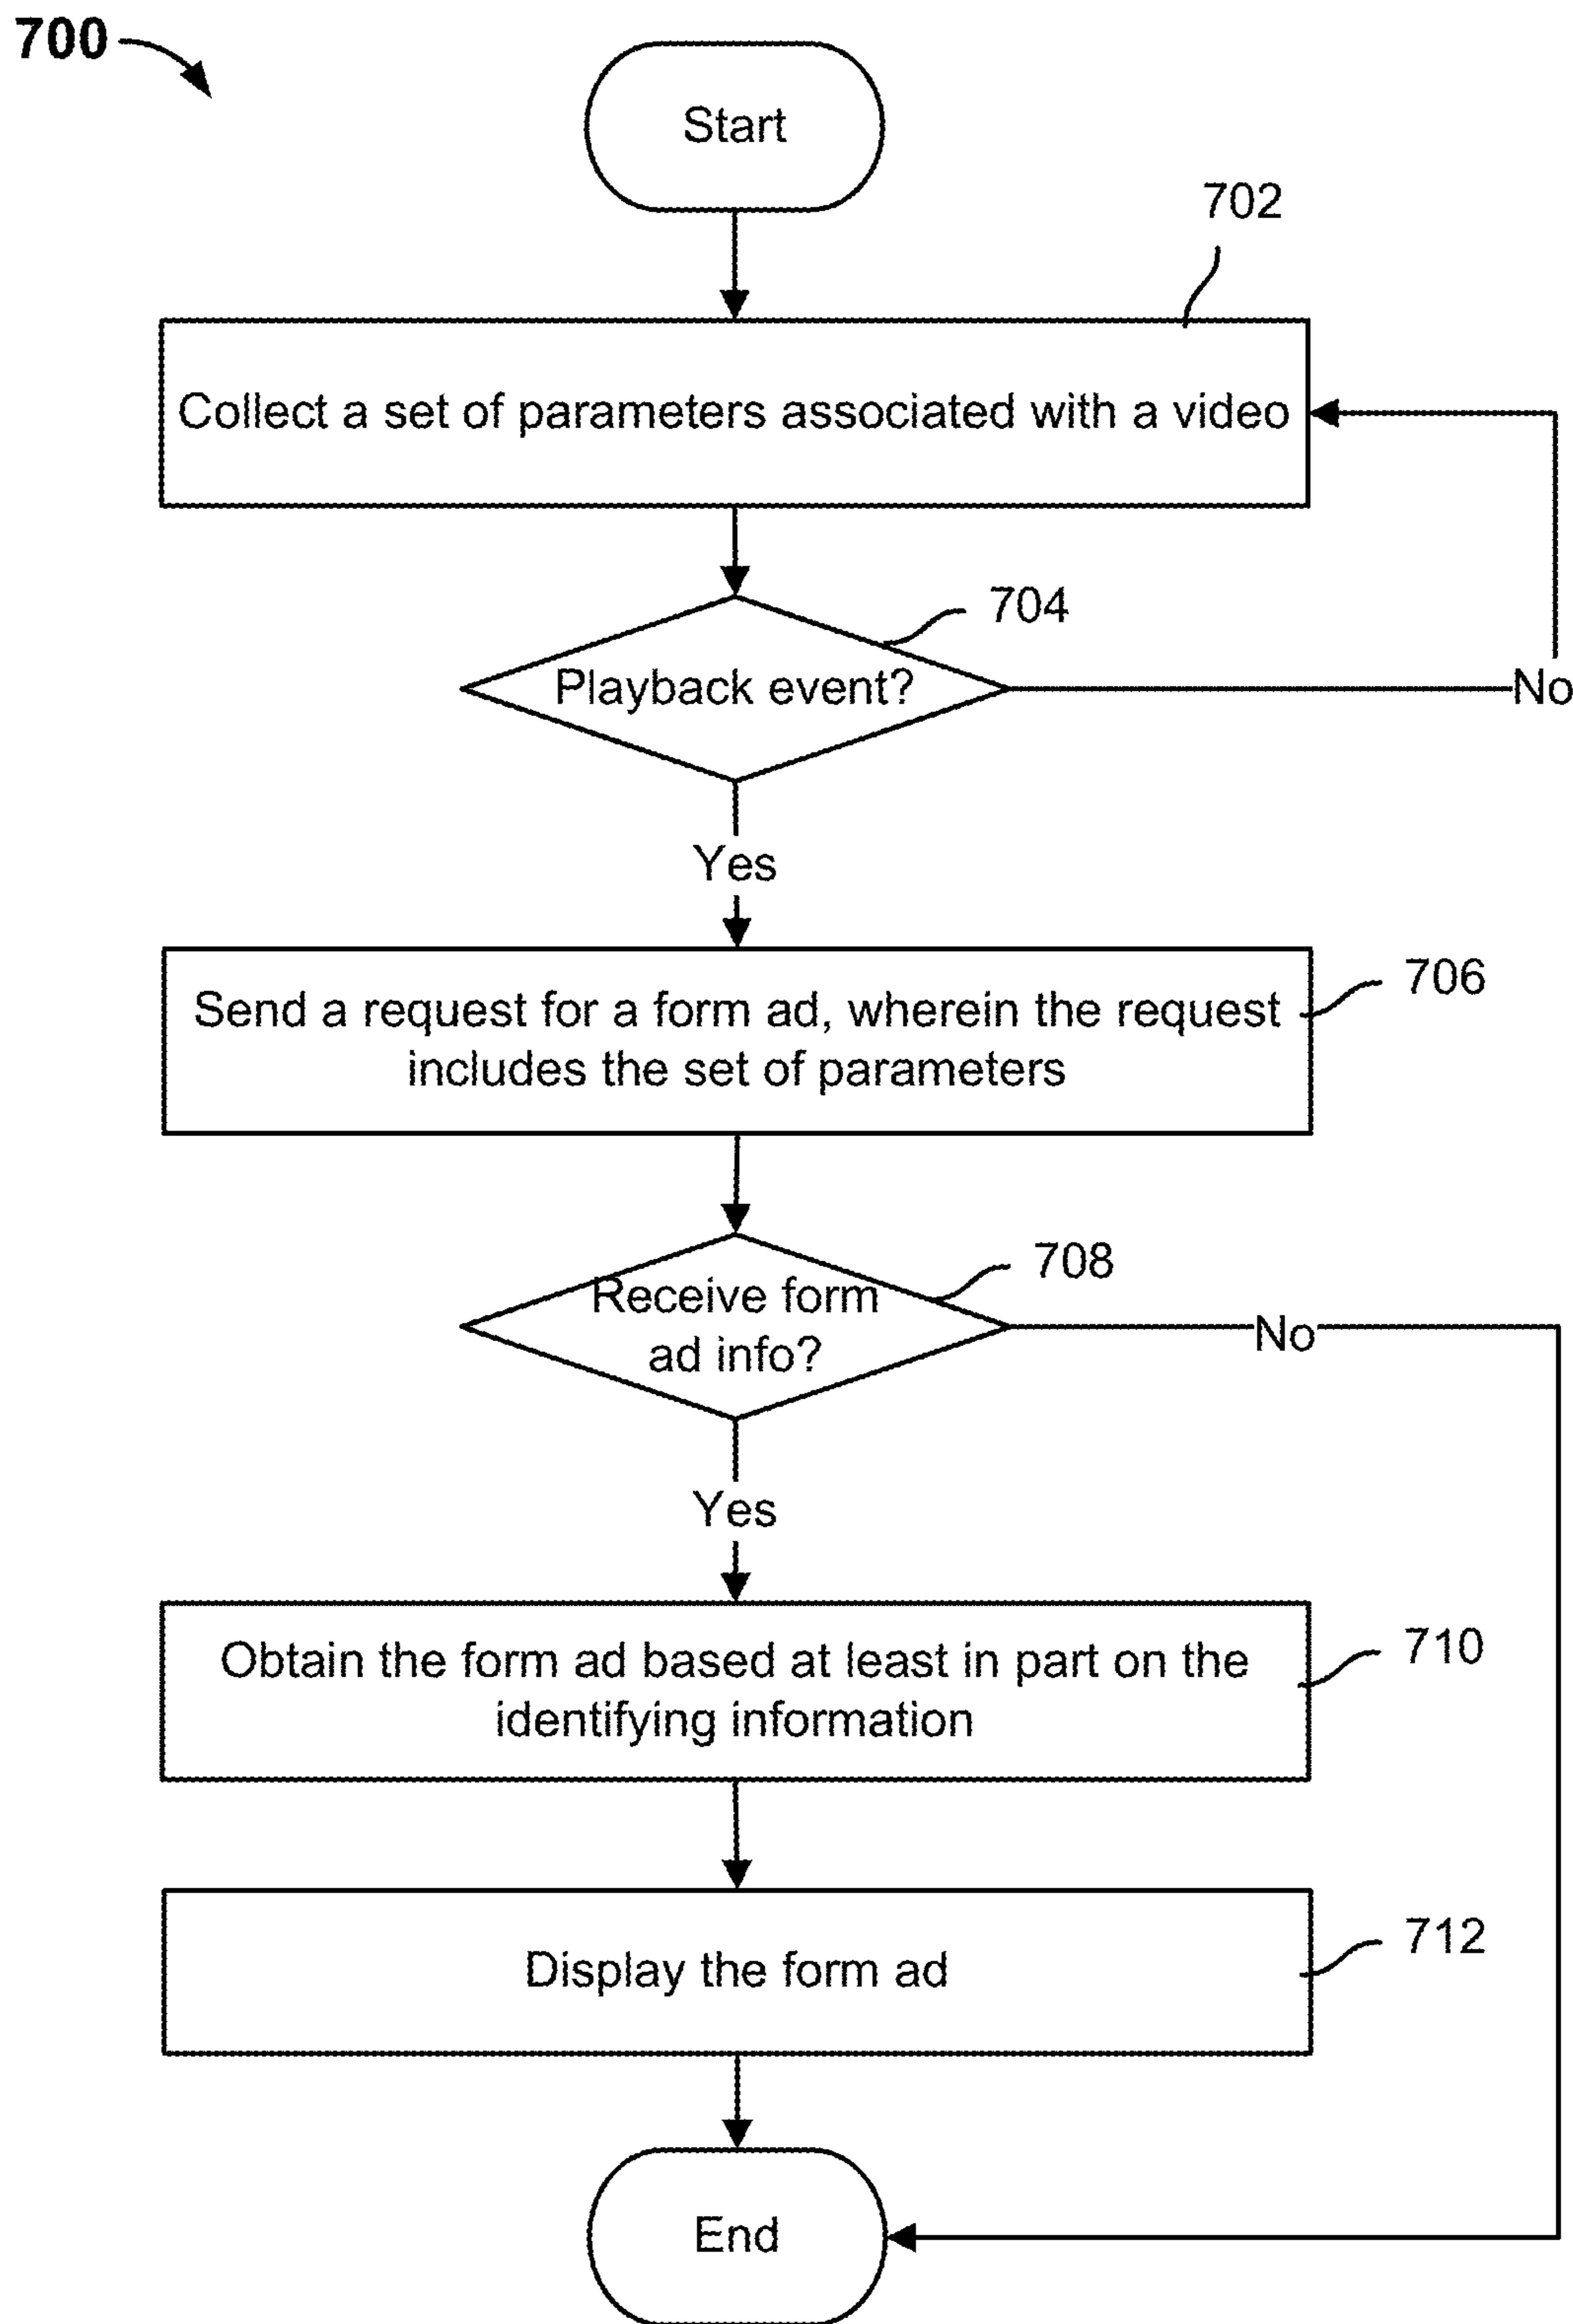 700
Start
702
Collect a set of parameters associated with a video
704
Playback event?
No
Yes
706
Send a request for a form ad, wherein the request
includes the set of parameters
708
Receive form
ad info?
No
Yes
710
Obtain the form ad based at least in part on the
identifying information
712
Display the form ad
End